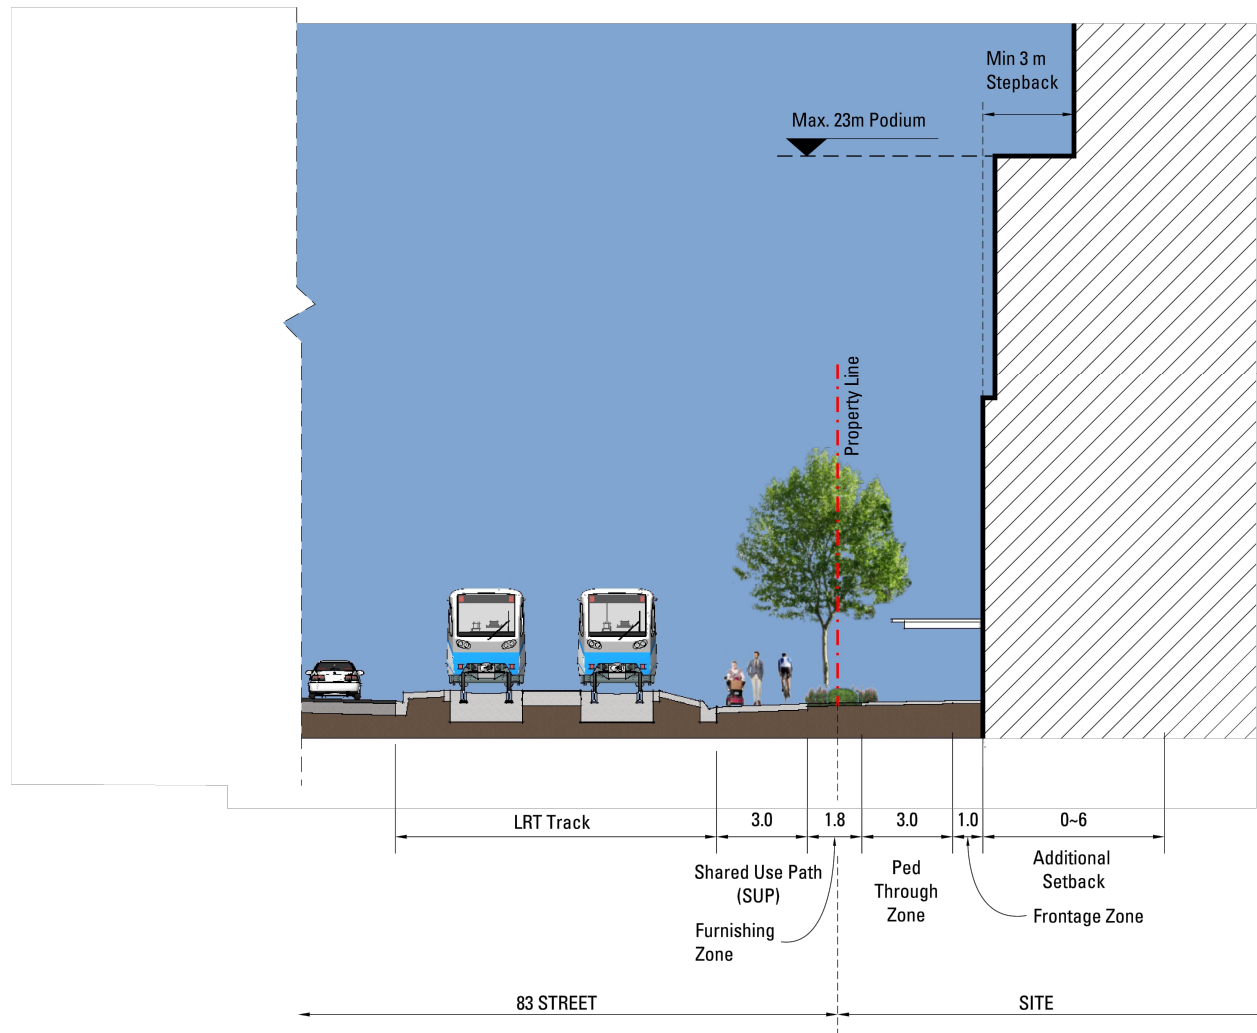 Min 3 m
Stepback
Max. 23m Podium
Property Line
LRT Track
3.0
1.8
3.0
1.0
0~6
Shared Use Path
(SUP)
Ped
Through
Zone
Additional
Setback
Frontage Zone
Furnishing
Zone
83 STREET
SITE